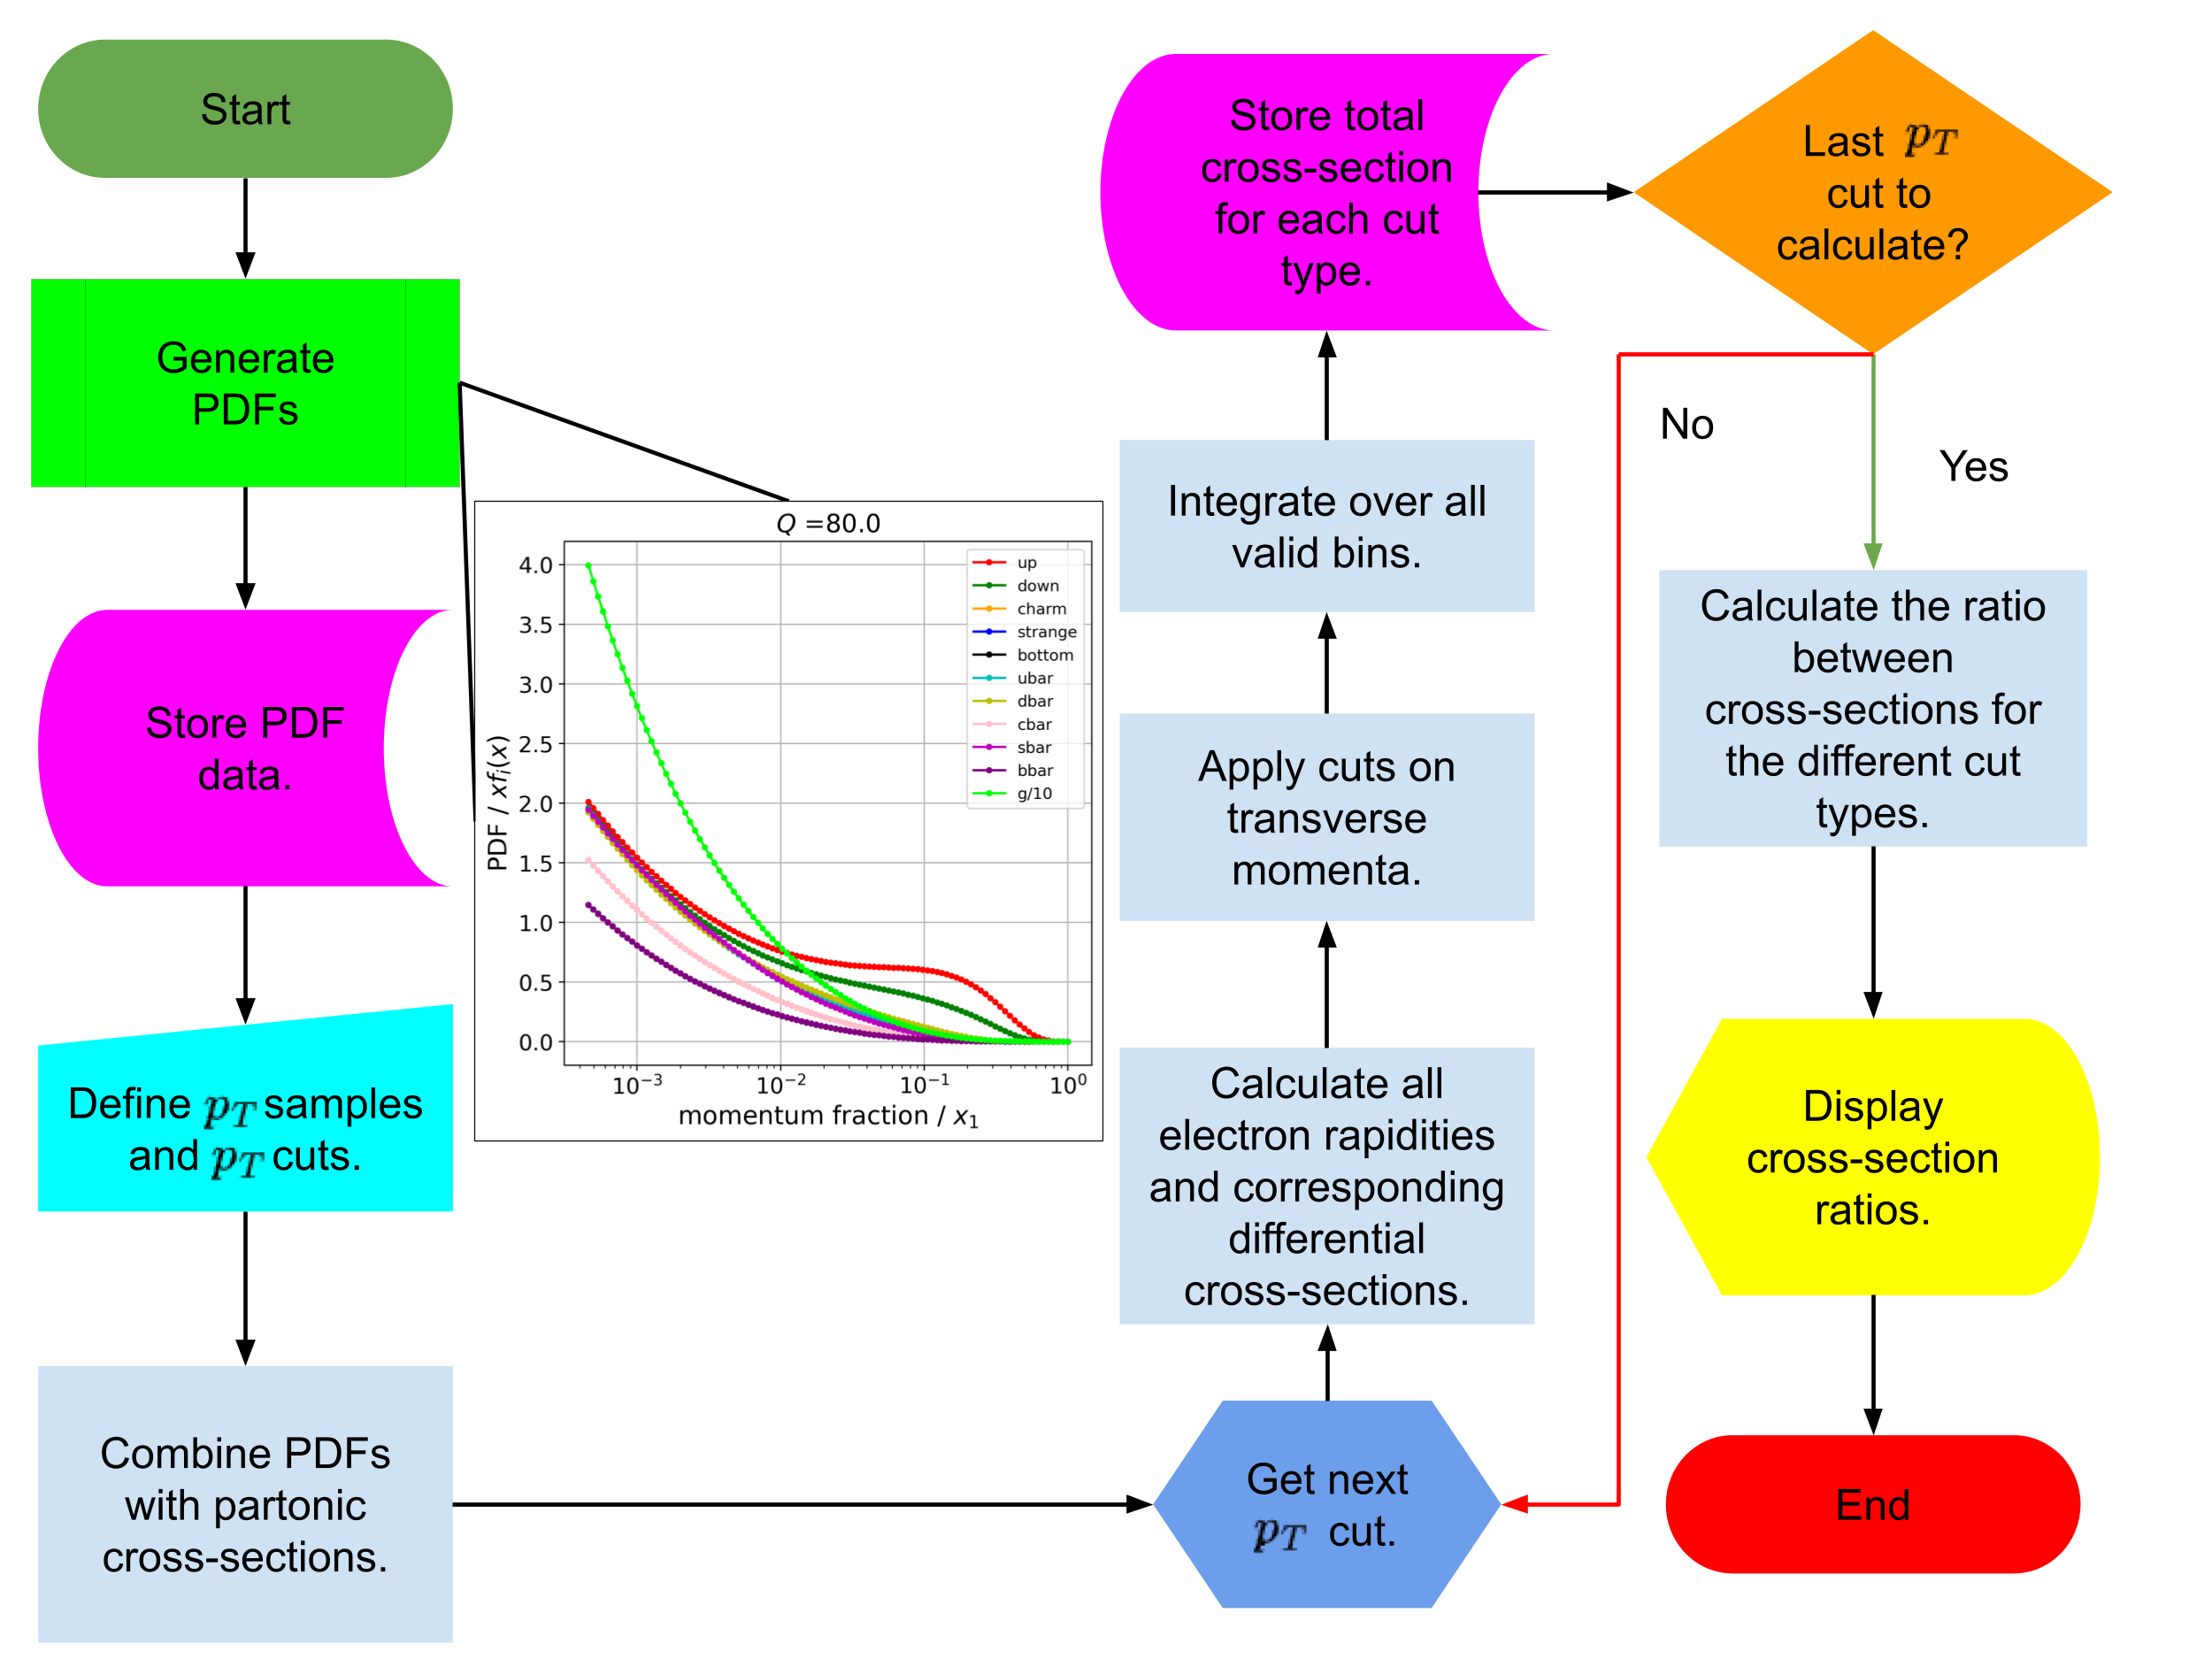 Start
Generate
PDFs
Store PDF
data.
Define p_T samples
and p_T cuts.
Combine PDFs
with partonic
cross-sections.
Q =80.0
4.0
3.5
3.0
2.5
2.0
1.5
1.0
0.5
0.0
PDF / xf_i(x)
up
down
charm
strange
bottom
ubar
dbar
cbar
sbar
bbar
g/10
10⁻³ 10⁻² 10⁻¹ 10⁰
momentum fraction / x₁
Get next
p_T cut.
Calculate all
electron rapidities
and corresponding
differential
cross-sections.
Apply cuts on
transverse
momenta.
Integrate over all
valid bins.
Store total
cross-section
for each cut
type.
Last p_T
cut to
calculate?
No
Yes
Calculate the ratio
between
cross-sections for
the different cut
types.
Display
cross-section
ratios.
End